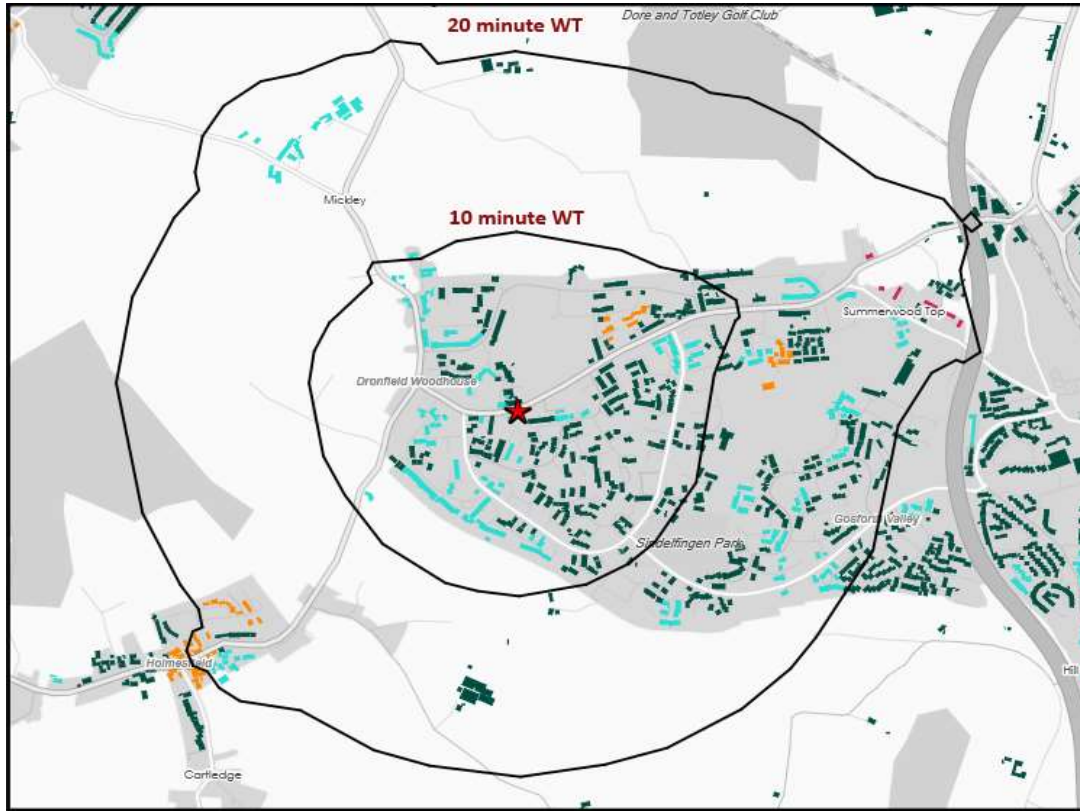 Dore and Totley Golf Club
20 minute WT
Mickley
10 minute WT
Summerwood Top
Dronfield Woodhouse
Gosforth Valley
Sindelfingen Park
Holmesfield
Hill
Cartledge